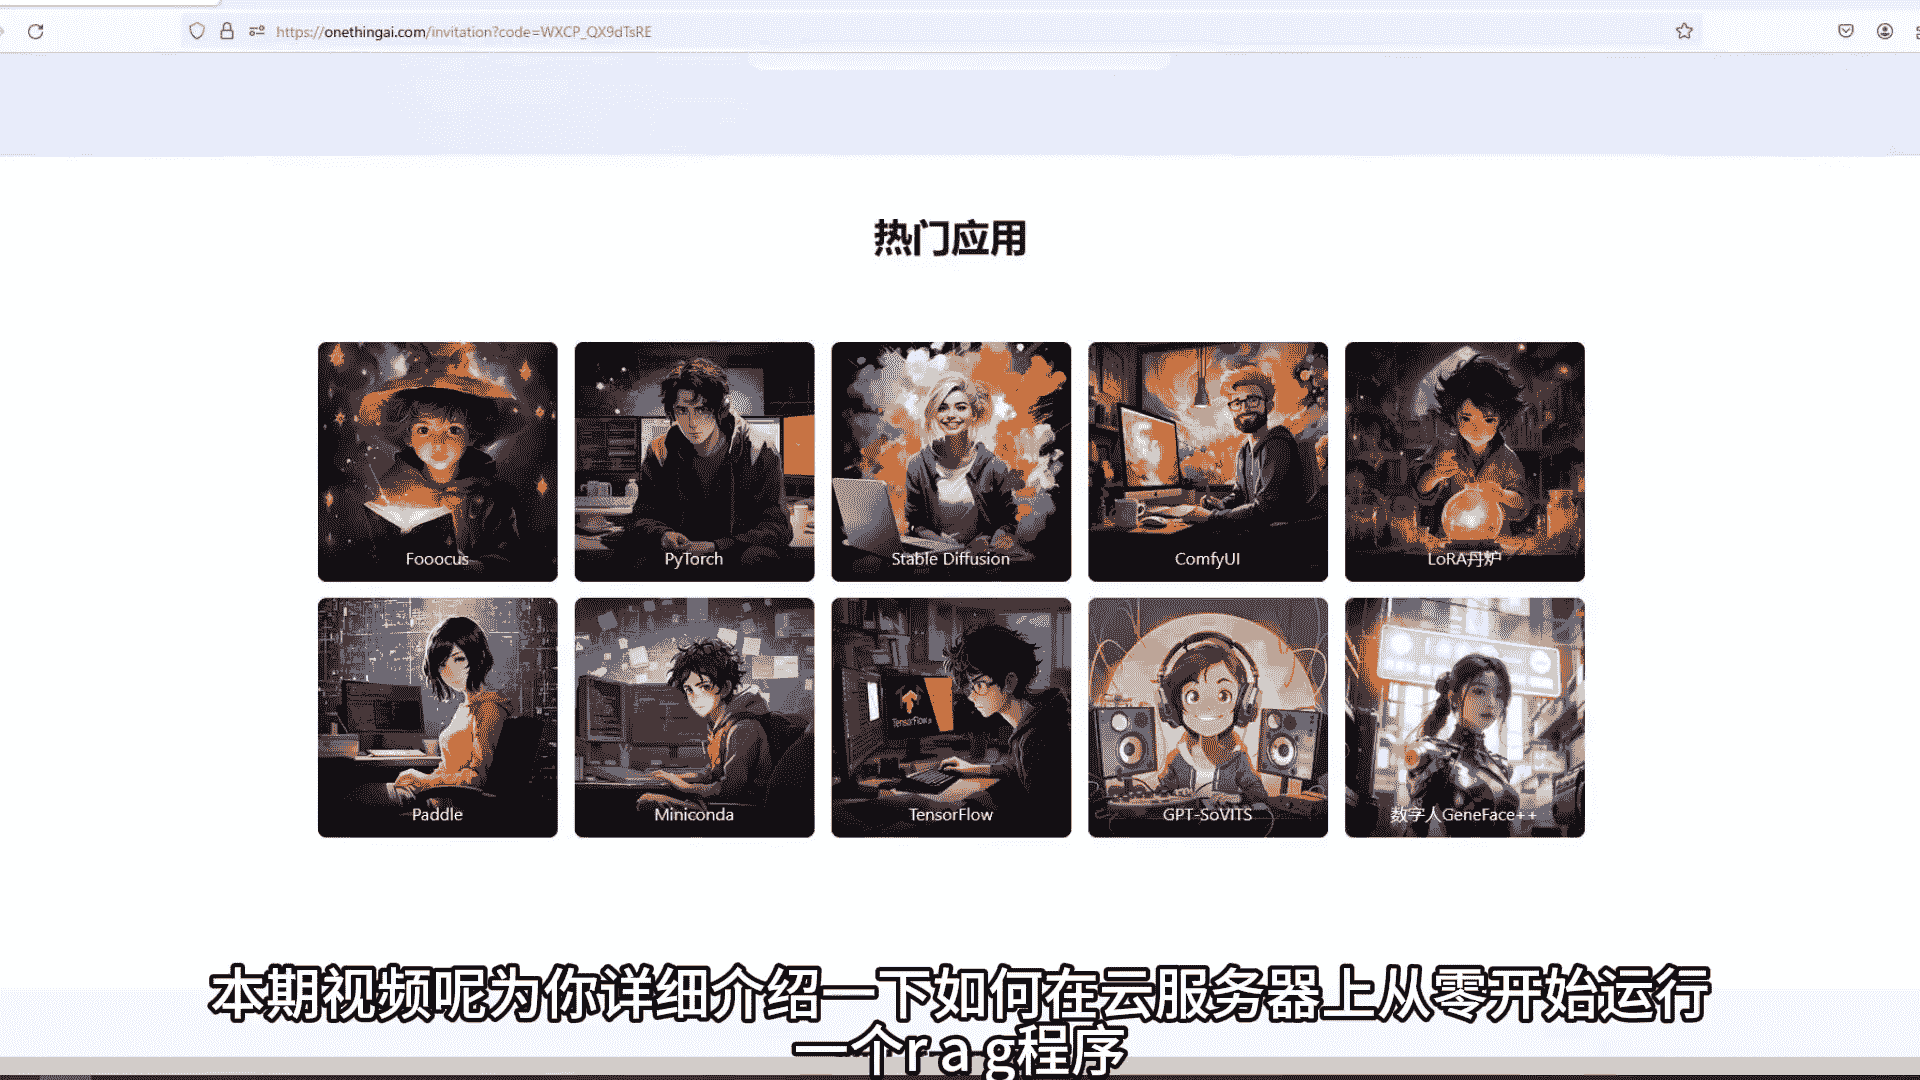 https://onethingai.com/invitation?code=WXCP_QX9dTsRE
热门应用
Fooocus
PyTorch
Stable Diffusion
ComfyUI
LoRA丹炉
TensorFlow
Paddle
Miniconda
TensorFlow
GPT-SoVITS
数字人GeneFace++
本期视频呢为你详细介绍一下如何在云服务器上从零开始运行
一个rag程序